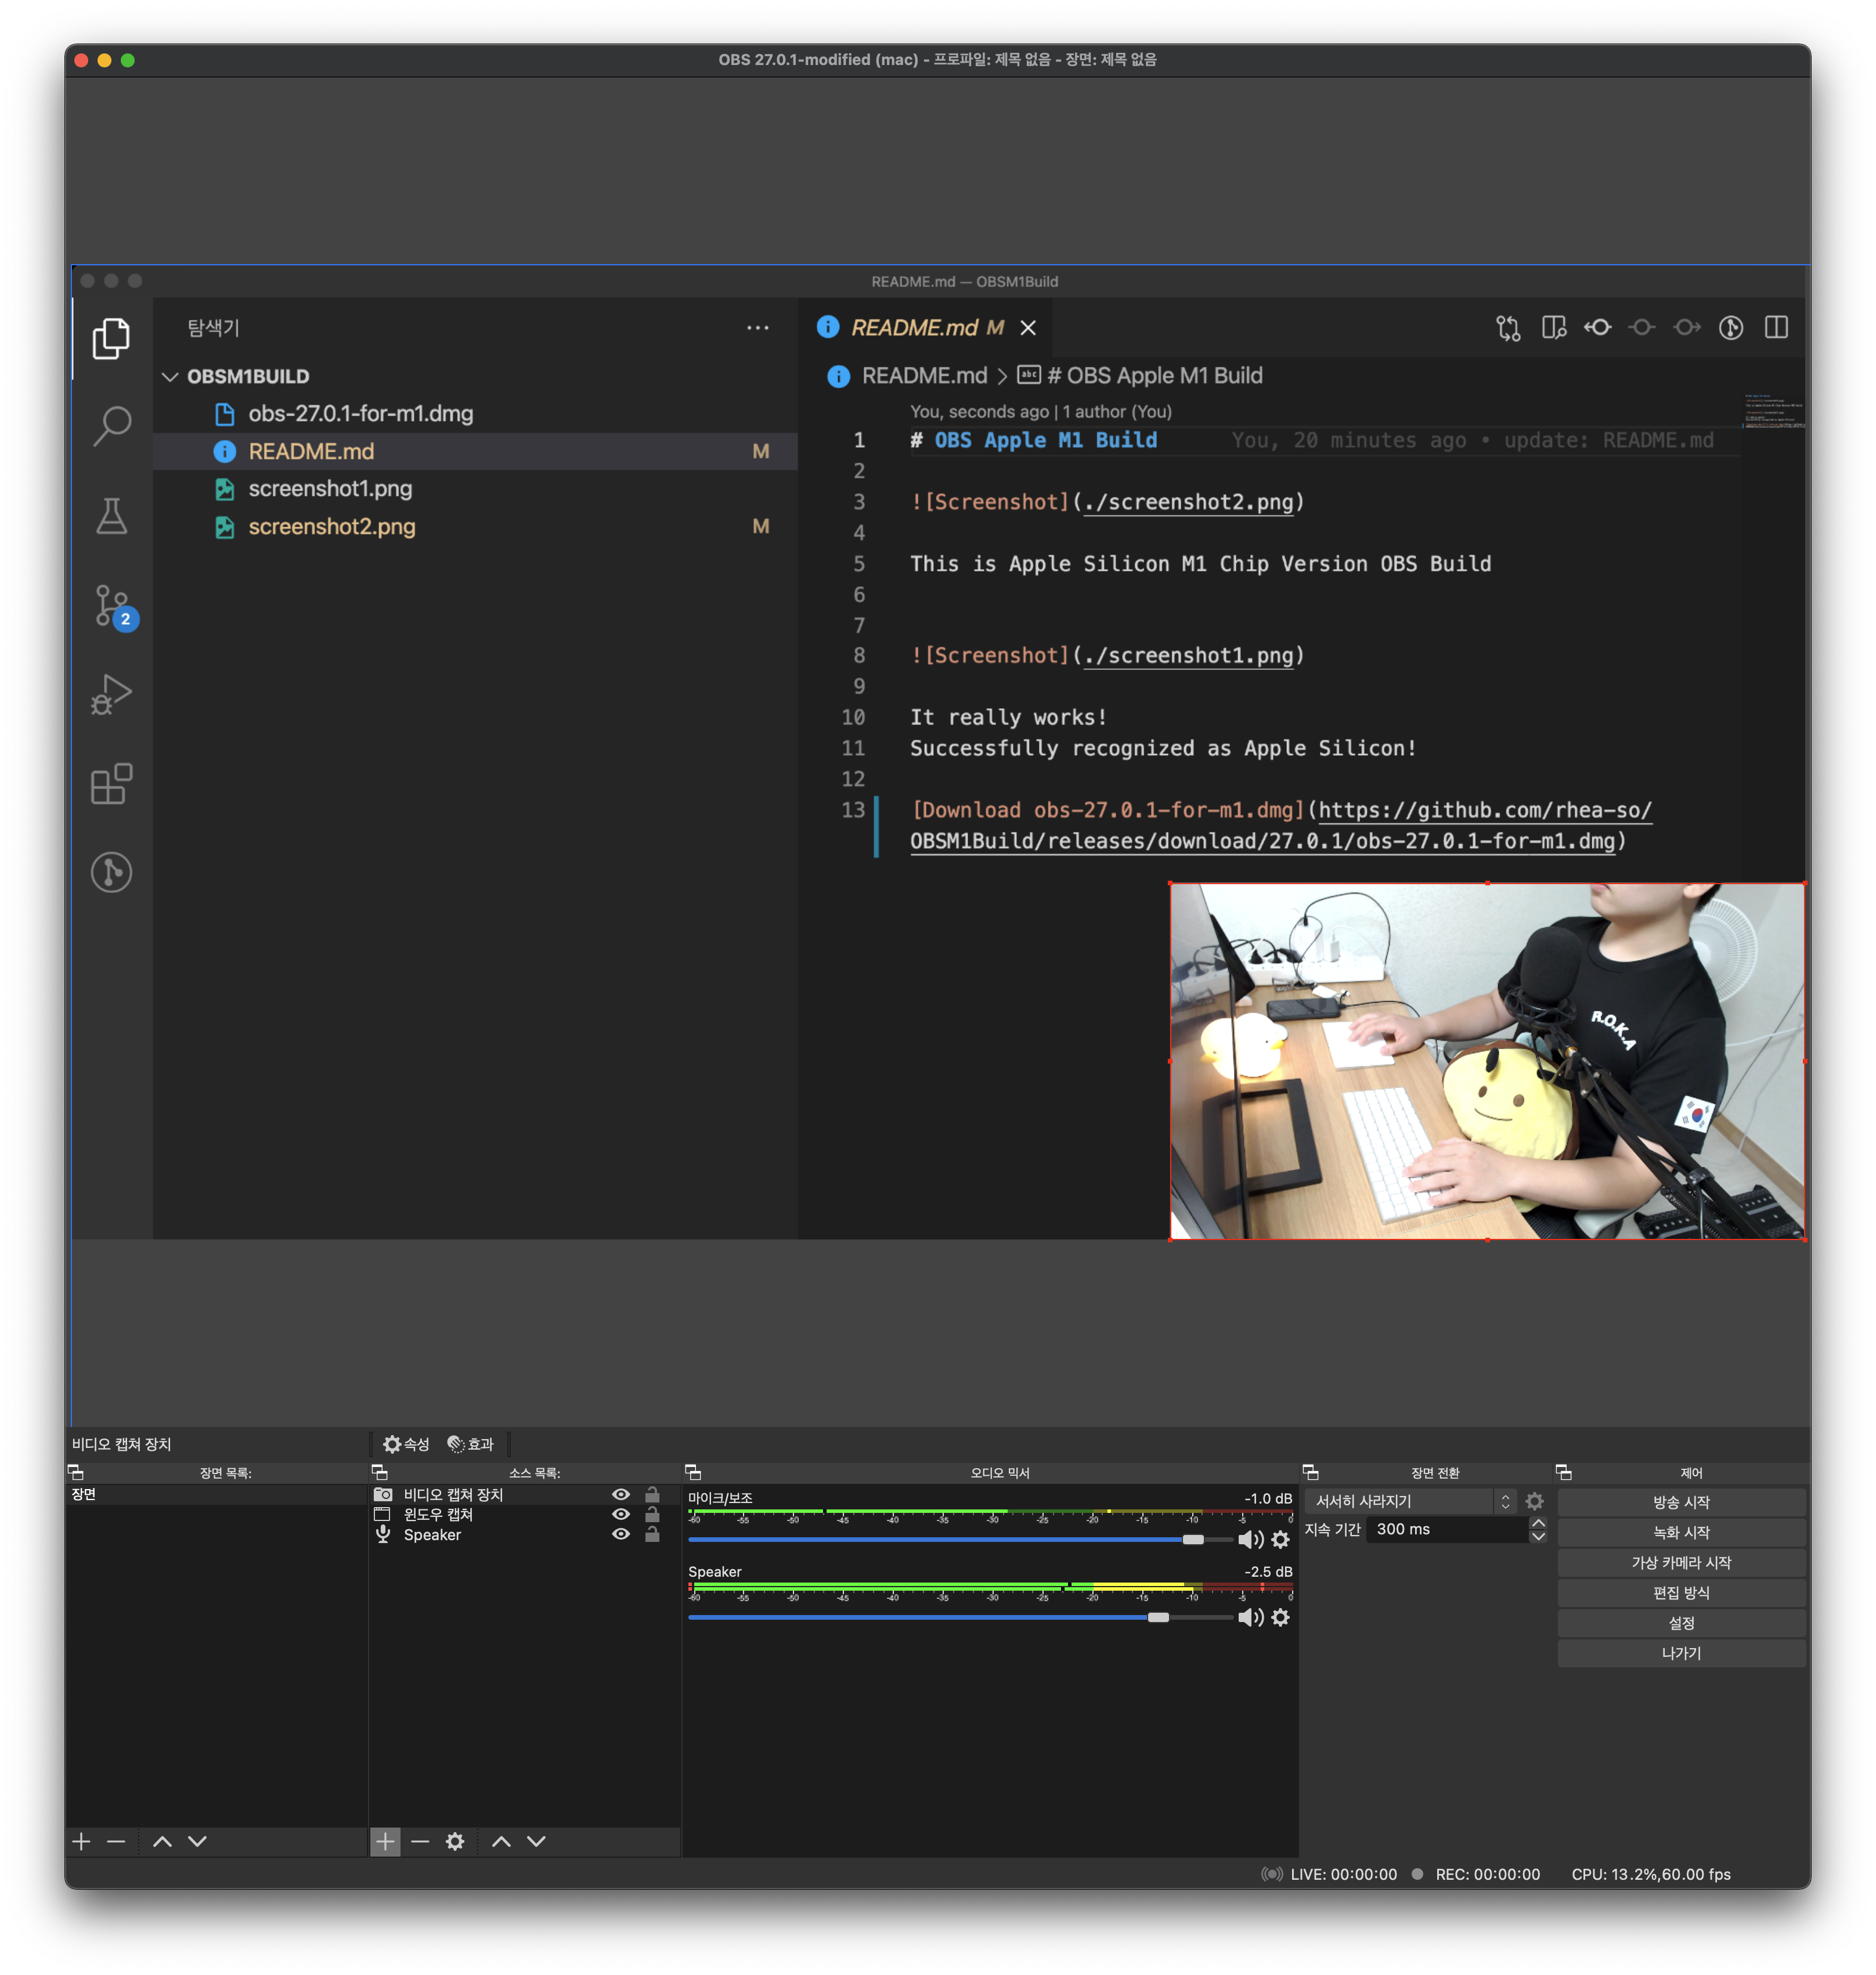 OBS 27.0.1-modified (mac) - 프로파일: 제목 없음 - 장면: 제목 없음
README.md — OBSM1Build
탐색기
OBSM1BUILD
obs-27.0.1-for-m1.dmg
README.md M
screenshot1.png
screenshot2.png M
2
README.md M
README.md > # OBS Apple M1 Build
You, seconds ago | 1 author (You)
1 # OBS Apple M1 Build You, 20 minutes ago • update: README.md
2
3 ![Screenshot](./screenshot2.png)
4
5 This is Apple Silicon M1 Chip Version OBS Build
6
7
8 ![Screenshot](./screenshot1.png)
9
10 It really works!
11 Successfully recognized as Apple Silicon!
12
13 [Download obs-27.0.1-for-m1.dmg](https://github.com/rhea-so/
OBSM1Build/releases/download/27.0.1/obs-27.0.1-for-m1.dmg)
R.O.K.A
비디오 캡쳐 장치
속성 효과
장면 목록:
장면
소스 목록:
비디오 캡쳐 장치
윈도우 캡쳐
Speaker
오디오 믹서
마이크/보조 -1.0 dB
-60 -55 -50 -45 -40 -35 -30 -25 -20 -15 -10 -5 0
Speaker -2.5 dB
-60 -55 -50 -45 -40 -35 -30 -25 -20 -15 -10 -5 0
장면 전환
서서히 사라지기
지속 기간 300 ms
제어
방송 시작
녹화 시작
가상 카메라 시작
편집 방식
설정
나가기
LIVE: 00:00:00 REC: 00:00:00 CPU: 13.2%,60.00 fps